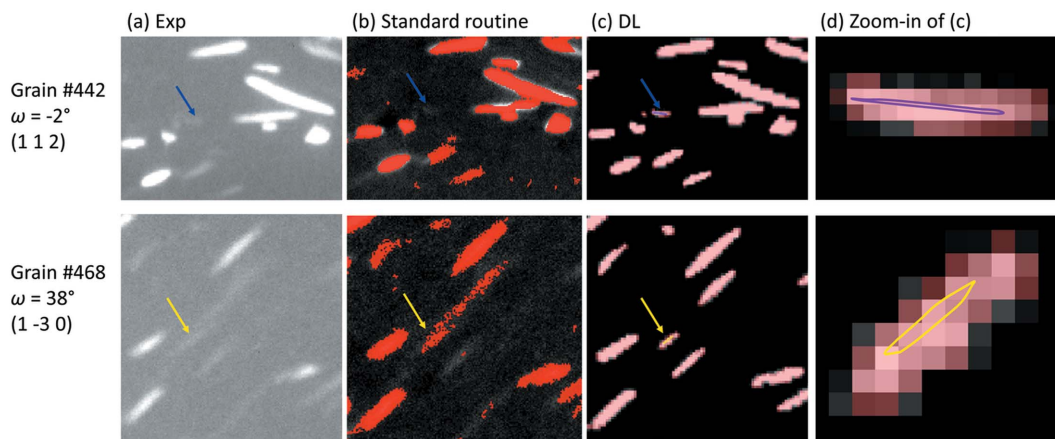 (a) Exp
(b) Standard routine
(c) DL
(d) Zoom-in of (c)
Grain #442
ω = -2°
(1 1 2)
Grain #468
ω = 38°
(1 -3 0)